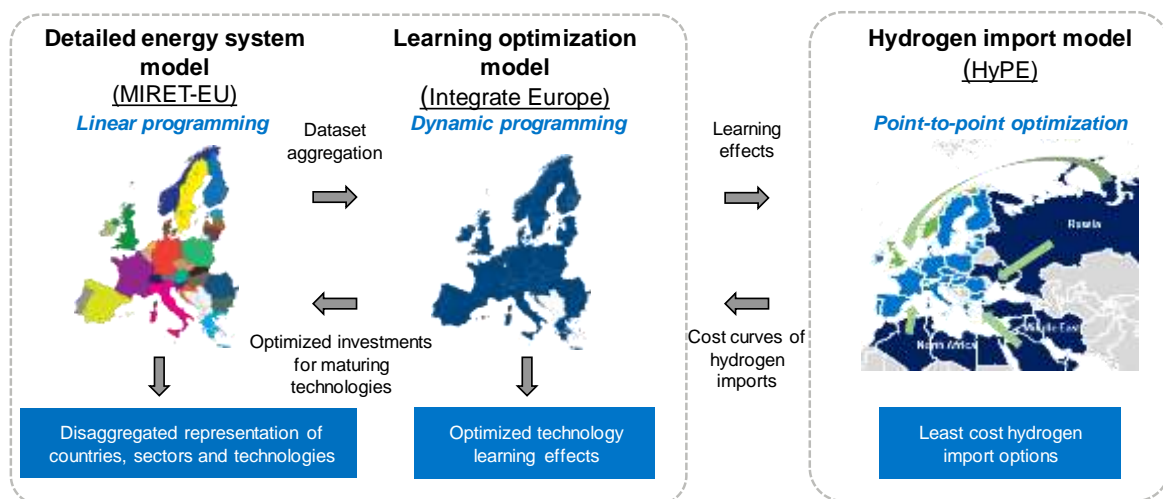 Detailed energy system
model
(MIRET-EU)
Linear programming
Dataset
aggregation
Learning optimization
model
(Integrate Europe)
Dynamic programming
Learning
effects
Hydrogen import model
(HyPE)
Point-to-point optimization
Russia
Middle East
North Africa
Optimized investments
for maturing
technologies
Cost curves of
hydrogen
imports
Disaggregated representation of
countries, sectors and technologies
Optimized technology
learning effects
Least cost hydrogen
import options